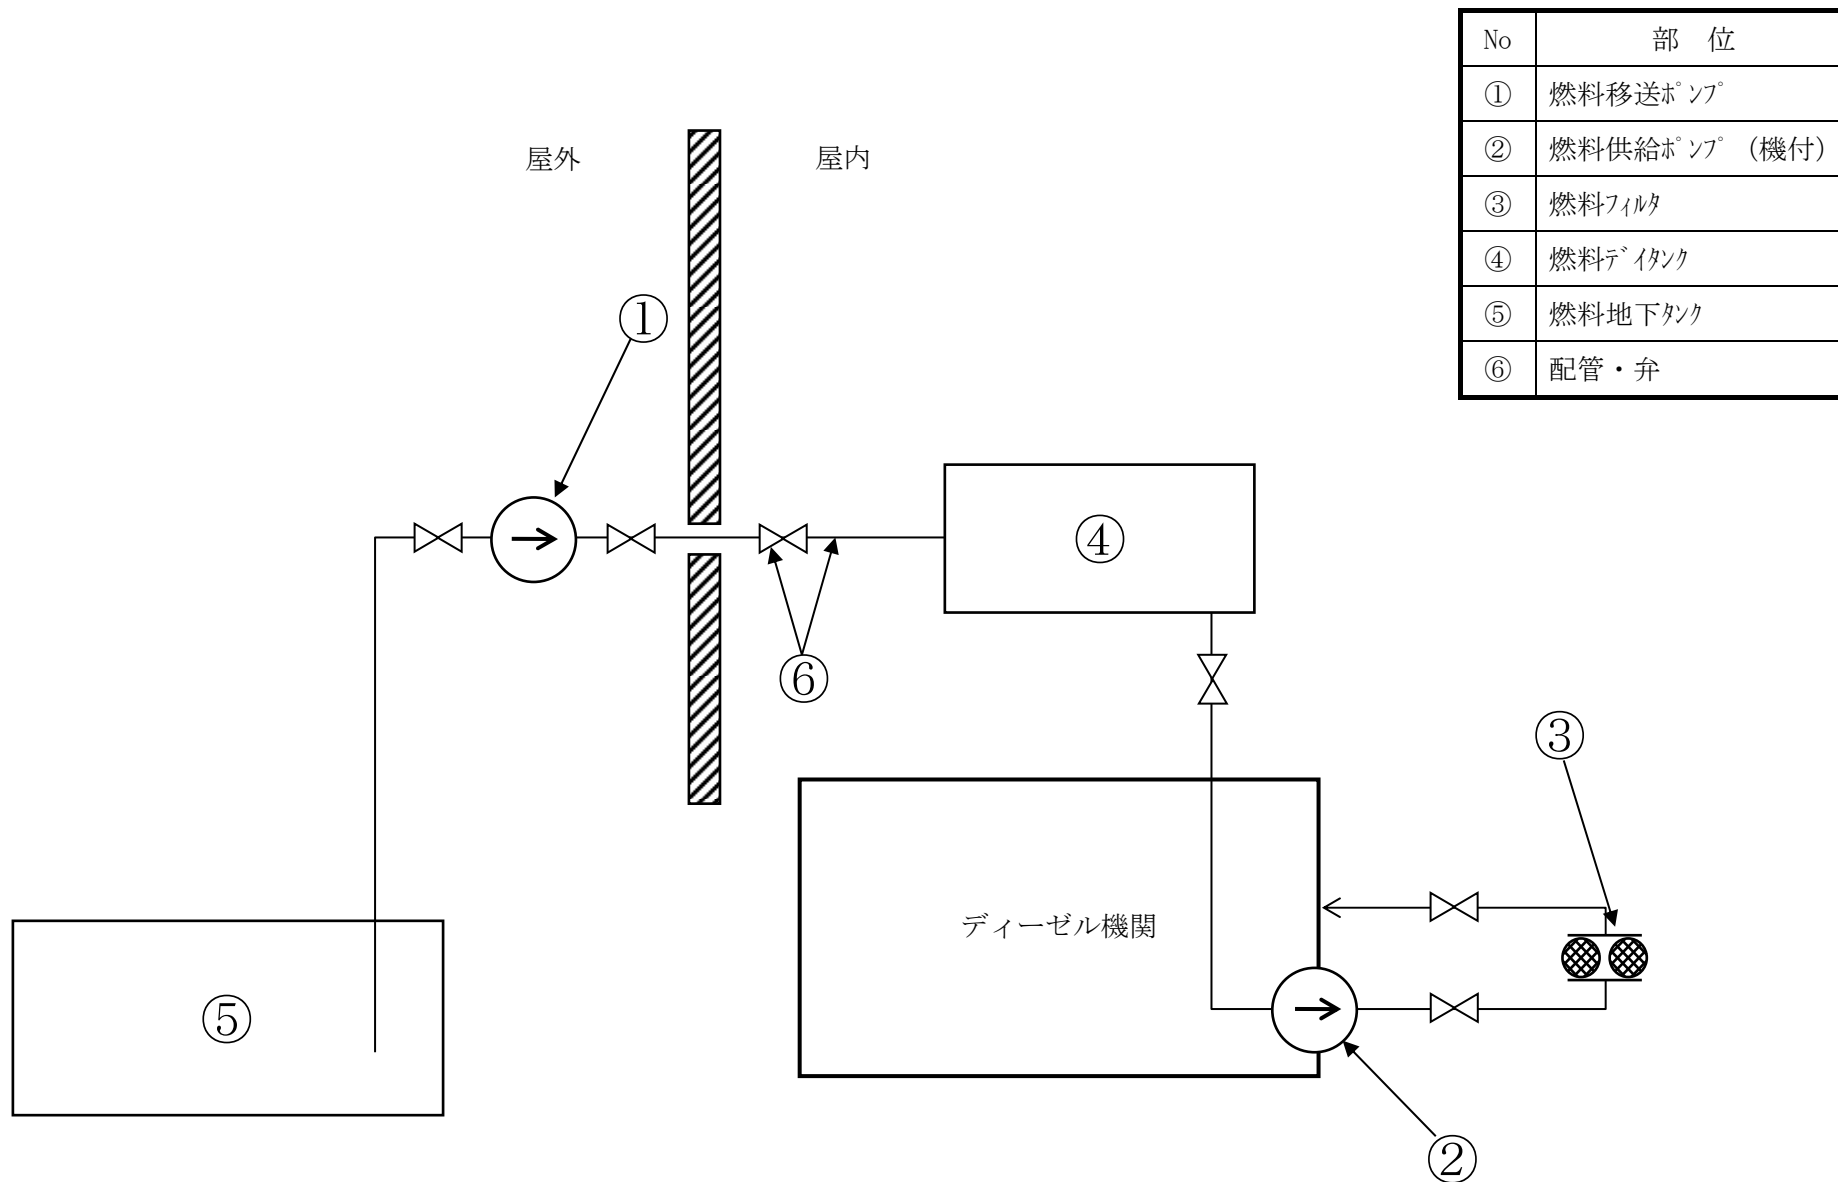 No 部 位
① 燃料移送ﾎﾟﾝﾌﾟ
② 燃料供給ﾎﾟﾝﾌﾟ（機付）
③ 燃料ﾌｨﾙﾀ
④ 燃料ﾃﾞｲﾀﾝｸ
⑤ 燃料地下ﾀﾝｸ
⑥ 配管・弁
屋外
屋内
①
④
⑥
③
ディーゼル機関
⑤
②